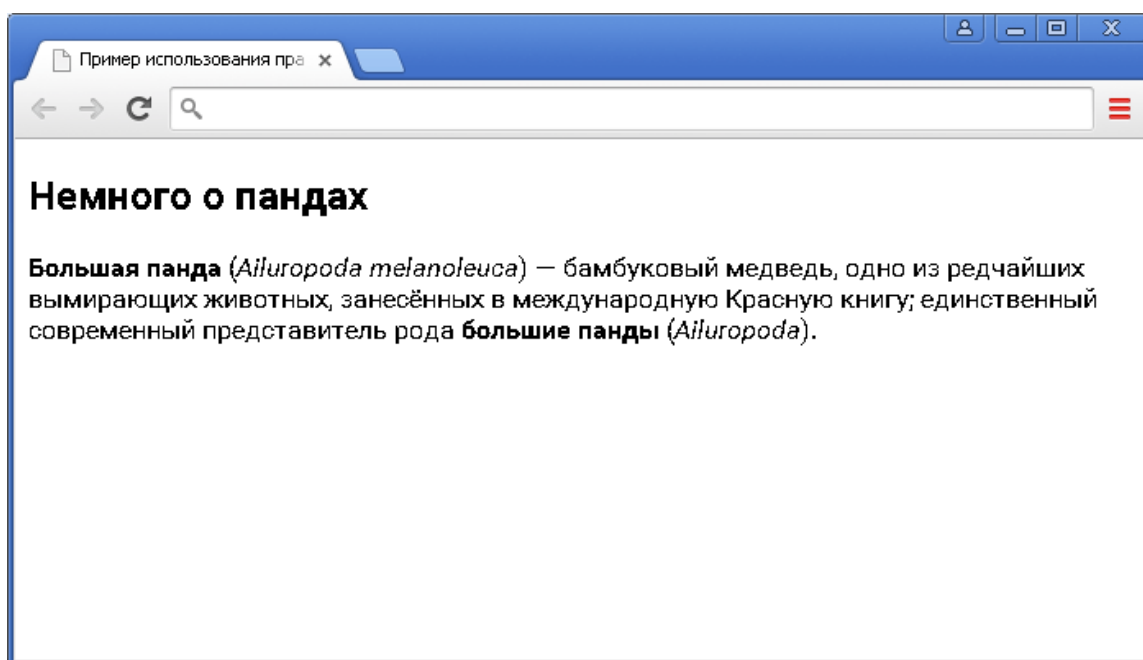 Пример использования пра
Немного о пандах
Большая панда (Ailuropoda melanoleuca) — бамбуковый медведь, одно из редчайших
вымирающих животных, занесённых в международную Красную книгу; единственный
современный представитель рода большие панды (Ailuropoda).